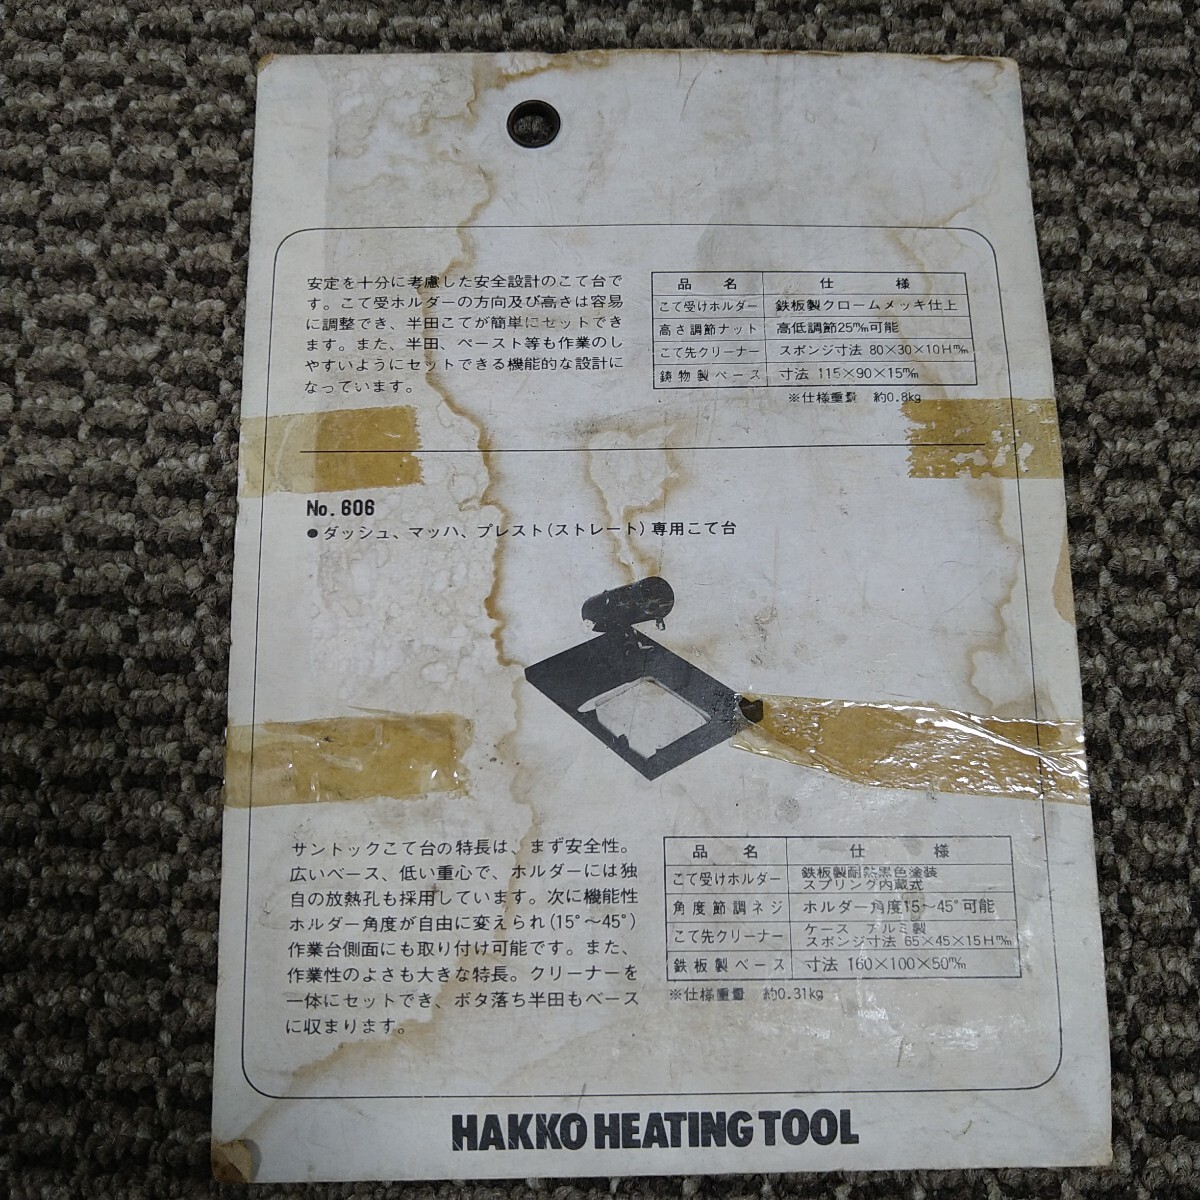 安定を十分に考慮した安全設計のこて台で
す。こて受ホルダーの方向及び高さは容易
に調整でき、半田こてが簡単にセットできます。また、半田、ペースト等も作業のし
やすいようにセットできる機能的な設計に
なっています。
品名 仕様
こて受けホルダー 鉄板製クロームメッキ仕上
高さ調節ナット 高低調節25㎜可能
こて先クリーナー スポンジ寸法 80×30×10H㎜
鋳物製ベース 寸法 115×90×15㎜
※仕様重量 約0.8kg
No. 606
●ダッシュ、マッハ、プレスト(ストレート)専用こて台
サントックこて台の特長は、まず安全性。
広いベース、低い重心で、ホルダーには独
自の放熱孔も採用しています。次に機能性
ホルダー角度が自由に変えられ(15°～45°)
作業台側面にも取り付け可能です。また、
作業性のよさも大きな特長。クリーナーを
一体にセットでき、ボタ落ち半田もベース
に収まります。
品名 仕様
こて受けホルダー 鉄板製耐熱黒色塗装
スプリング内蔵式
角度節調ネジ ホルダー角度15～45°可能
こて先クリーナー ケース アルミ製
スポンジ寸法 65×45×15H㎜
鉄板製ベース 寸法 160×100×50㎜
※仕様重量 約0.31kg
HAKKO HEATING TOOL